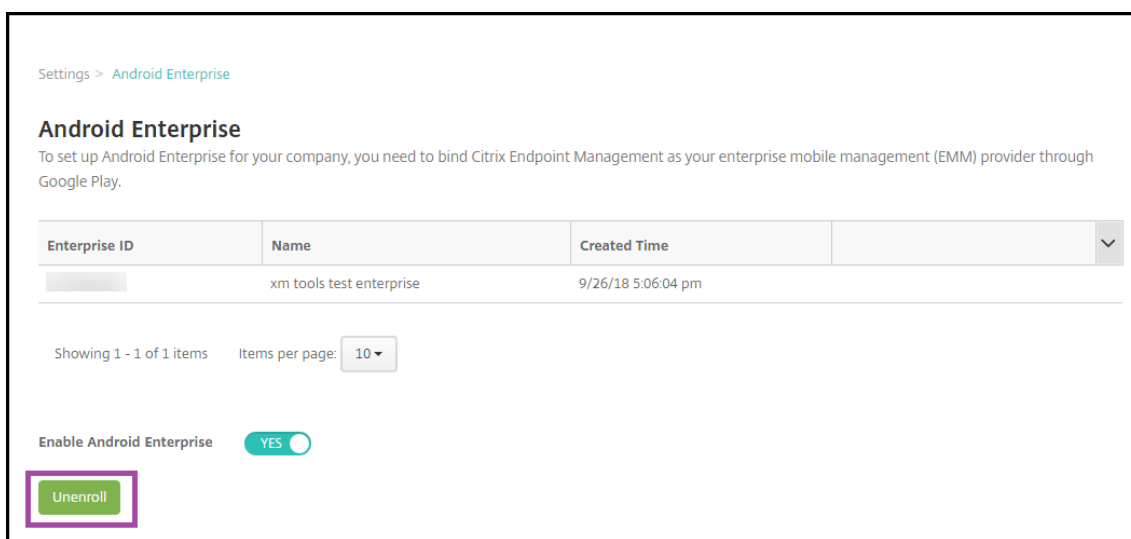 Settings > Android Enterprise
Android Enterprise
To set up Android Enterprise for your company, you need to bind Citrix Endpoint Management as your enterprise mobile management (EMM) provider through
Google Play.
Enterprise ID Name Created Time
xm tools test enterprise 9/26/18 5:06:04 pm
Showing 1 - 1 of 1 items Items per page: 10
Enable Android Enterprise YES
Unenroll